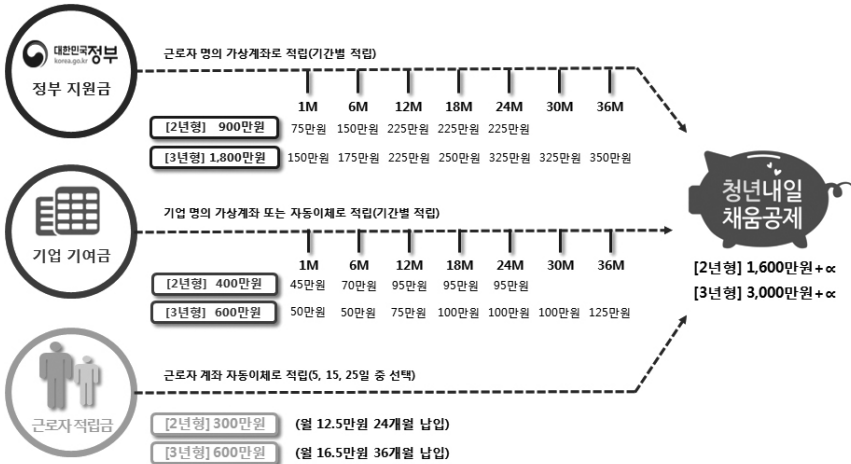 대한민국정부
korea.go.kr
정부 지원금
근로자 명의 가상계좌로 적립(기간별 적립)
1M 6M 12M 18M 24M 30M 36M
[2년형] 900만원 75만원 150만원 225만원 225만원 225만원
[3년형] 1,800만원 150만원 175만원 225만원 250만원 325만원 325만원 350만원
기업 기여금
기업 명의 가상계좌 또는 자동이체로 적립(기간별 적립)
1M 6M 12M 18M 24M 30M 36M
[2년형] 400만원 45만원 70만원 95만원 95만원 95만원
[3년형] 600만원 50만원 50만원 75만원 100만원 100만원 100만원 125만원
청년내일
채움공제
[2년형] 1,600만원+∝
[3년형] 3,000만원+∝
근로자 적립금
근로자 계좌 자동이체로 적립(5, 15, 25일 중 선택)
[2년형] 300만원 (월 12.5만원 24개월 납입)
[3년형] 600만원 (월 16.5만원 36개월 납입)